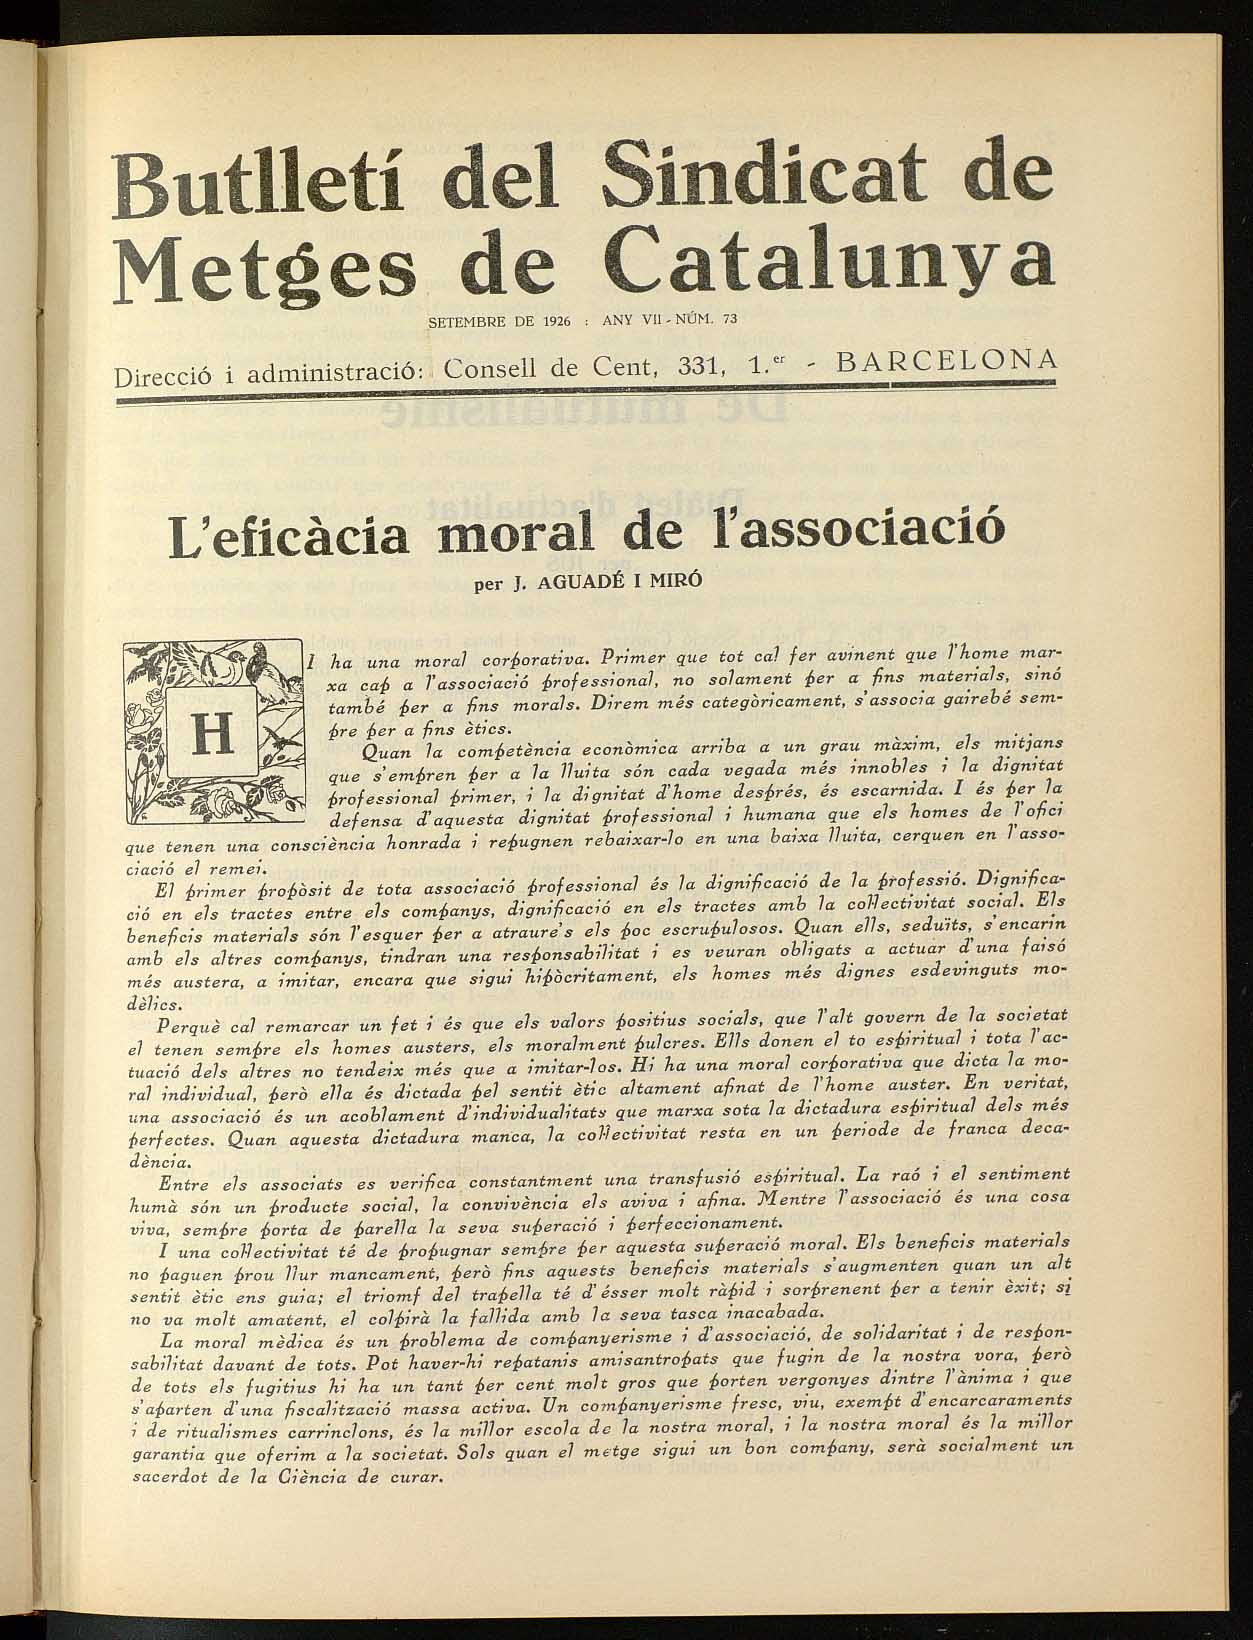 Butlletí del Sindicat de
Metges de Catalunya
SETEMBRE DE 1926 : ANY VII - NÚM. 73
Direcció i administració: Consell de Cent, 331, 1.er - BARCELONA
L'eficàcia moral de l'associació
per J. AGUADÉ I MIRÓ
HI ha una moral corporativa. Primer que tot cal fer avinent que l'home mar-
xa cap a l'associació professional, no solament per a fins materials, sinó
també per a fins morals. Direm més categòricament, s'associa gairebé sem-
pre per a fins ètics.
Quan la competència econòmica arriba a un grau màxim, els mitjans
que s'empren per a la lluita són cada vegada més innobles i la dignitat
professional primer, i la dignitat d'home després, és escarnida. I és per la
defensa d'aquesta dignitat professional i humana que els homes de l'ofici
que tenen una consciència honrada i repugnen rebaixar-lo en una baixa lluita, cerquen en l'asso-
ciació el remei.
El primer propòsit de tota associació professional és la dignificació de la professió. Dignifica-
ció en els tractes entre els companys, dignificació en els tractes amb la col·lectivitat social. Els
beneficis materials són l'esquer per a atraure's els poc escrupulosos. Quan ells, seduïts, s'encarin
amb els altres companys, tindran una responsabilitat i es veuran obligats a actuar d'una faisó
més austera, a imitar, encara que sigui hipòcritament, els homes més dignes esdevinguts mo-
dèlics.
Perquè cal remarcar un fet i és que els valors positius socials, que l'alt govern de la societat
el tenen sempre els homes austers, els moralment pulcres. Ells donen el to espiritual i tota l'ac-
tuació dels altres no tendeix més que a imitar-los. Hi ha una moral corporativa que dicta la mo-
ral individual, però ella és dictada pel sentit ètic altament afinat de l'home auster. En veritat,
una associació és un acoblament d'individualitats que marxa sota la dictadura espiritual dels més
perfectes. Quan aquesta dictadura manca, la col·lectivitat resta en un període de franca deca-
dència.
Entre els associats es verifica constantment una transfusió espiritual. La raó i el sentiment
humà són un producte social, la convivència els aviva i afina. Mentre l'associació és una cosa
viva, sempre porta de parella la seva superació i perfeccionament.
I una col·lectivitat té de propugnar sempre per aquesta superació moral. Els beneficis materials
no paguen prou llur mancament, però fins aquests beneficis materials s'augmenten quan un alt
sentit ètic ens guia; el triomf del trapella té d'ésser molt ràpid i sorprenent per a tenir èxit; si
no va molt amatent, el colpirà la fallida amb la seva tasca inacabada.
La moral mèdica és un problema de companyerisme i d'associació, de solidaritat i de respon-
sabilitat davant de tots. Pot haver-hi repatanis amisantropats que fugin de la nostra vora, però
de tots els fugitius hi ha un tant per cent molt gros que porten vergonyes dintre l'ànima i que
s'aparten d'una fiscalització massa activa. Un companyerisme fresc, viu, exempt d'encarcaraments
i de ritualismes carrinclons, és la millor escola de la nostra moral, i la nostra moral és la millor
garantia que oferim a la societat. Sols quan el metge sigui un bon company, serà socialment un
sacerdot de la Ciència de curar.